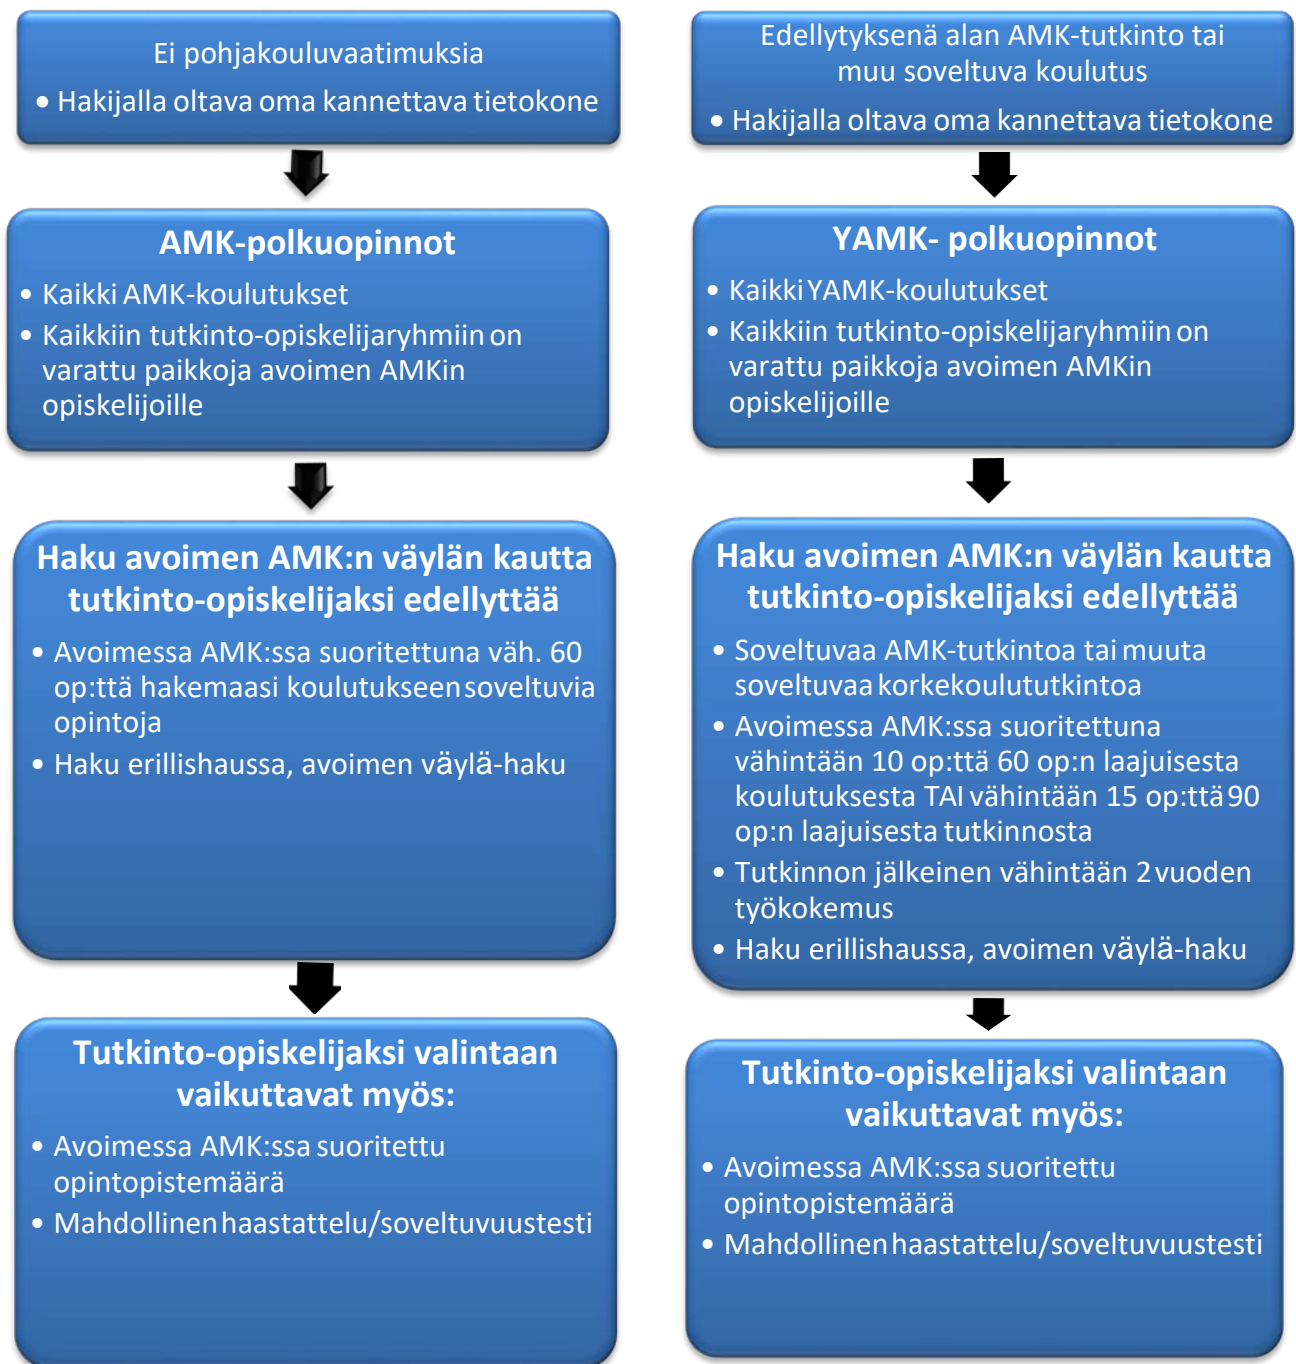 Ei pohjakouluvaatimuksia
• Hakijalla oltava oma kannettava tietokone
AMK-polkuopinnot
• Kaikki AMK-koulutukset
• Kaikkiin tutkinto-opiskelijaryhmiin on
varattu paikkoja avoimen AMKin
opiskelijoille
Haku avoimen AMK:n väylän kautta
tutkinto-opiskelijaksi edellyttää
• Avoimessa AMK:ssa suoritettuna väh. 60
op:ttä hakemaasi koulutukseen soveltuvia
opintoja
• Haku erillishaussa, avoimen väylä-haku
Tutkinto-opiskelijaksi valintaan
vaikuttavat myös:
• Avoimessa AMK:ssa suoritettu
opintopistemäärä
• Mahdollinen haastattelu/soveltuvuustesti
Edellytyksenä alan AMK-tutkinto tai
muu soveltuva koulutus
• Hakijalla oltava oma kannettava tietokone
YAMK- polkuopinnot
• Kaikki YAMK-koulutukset
• Kaikkiin tutkinto-opiskelijaryhmiin on
varattu paikkoja avoimen AMKin
opiskelijoille
Haku avoimen AMK:n väylän kautta
tutkinto-opiskelijaksi edellyttää
• Soveltuvaa AMK-tutkintoa tai muuta
soveltuvaa korkekoulututkintoa
• Avoimessa AMK:ssa suoritettuna
vähintään 10 op:ttä 60 op:n laajuisesta
koulutuksesta TAI vähintään 15 op:ttä 90
op:n laajuisesta tutkinnosta
• Tutkinnon jälkeinen vähintään 2 vuoden
työkokemus
• Haku erillishaussa, avoimen väylä-haku
Tutkinto-opiskelijaksi valintaan
vaikuttavat myös:
• Avoimessa AMK:ssa suoritettu
opintopistemäärä
• Mahdollinen haastattelu/soveltuvuustesti